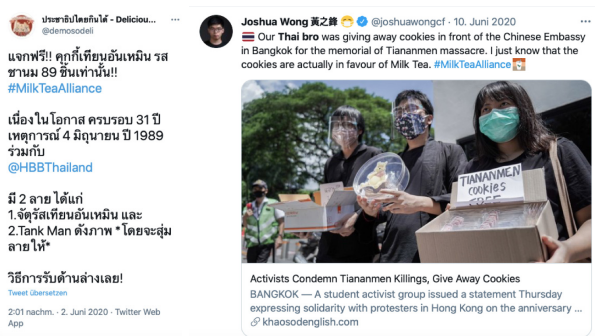 ประชาธิปไตยกินได้ - Deliciou...
@demosodeli
แจกฟรี!! คุกกี้เทียนอันเหมิน รส
ชานม 89 ชิ้นเท่านั้น!!
#MilkTeaAlliance
เนื่องในโอกาส ครบรอบ 31 ปี
เหตุการณ์ 4 มิถุนายน ปี 1989
ร่วมกับ
@HBBThailand
มี 2 ลาย ได้แก่
1.จัตุรัสเทียนอันเหมิน และ
2.Tank Man ดังภาพ *โดยจะสุ่ม
ลายให้*
วิธีการรับด้านล่างเลย!
Tweet übersetzen
2:01 nachm. · 2. Juni 2020 · Twitter Web
App
Joshua Wong 黃之鋒 @joshuawongcf · 10. Juni 2020
Our Thai bro was giving away cookies in front of the Chinese Embassy
in Bangkok for the memorial of Tiananmen massacre. I just know that the
cookies are actually in favour of Milk Tea. #MilkTeaAlliance
TIANANMEN
COOKIES
FREE
Activists Condemn Tiananmen Killings, Give Away Cookies
BANGKOK — A student activist group issued a statement Thursday
expressing solidarity with protesters in Hong Kong on the anniversary ...
khaosodenglish.com